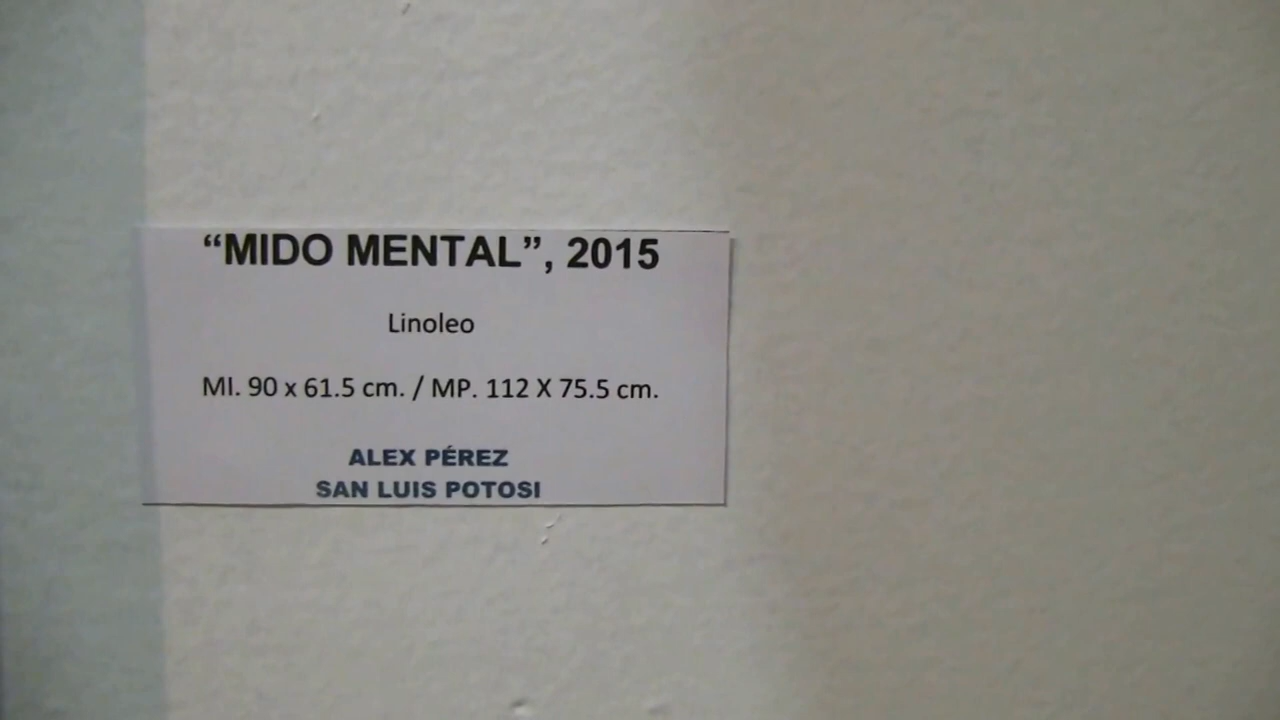 “MIDO MENTAL”, 2015
Linoleo
MI. 90 x 61.5 cm. / MP. 112 X 75.5 cm.
ALEX PÉREZ
SAN LUIS POTOSI